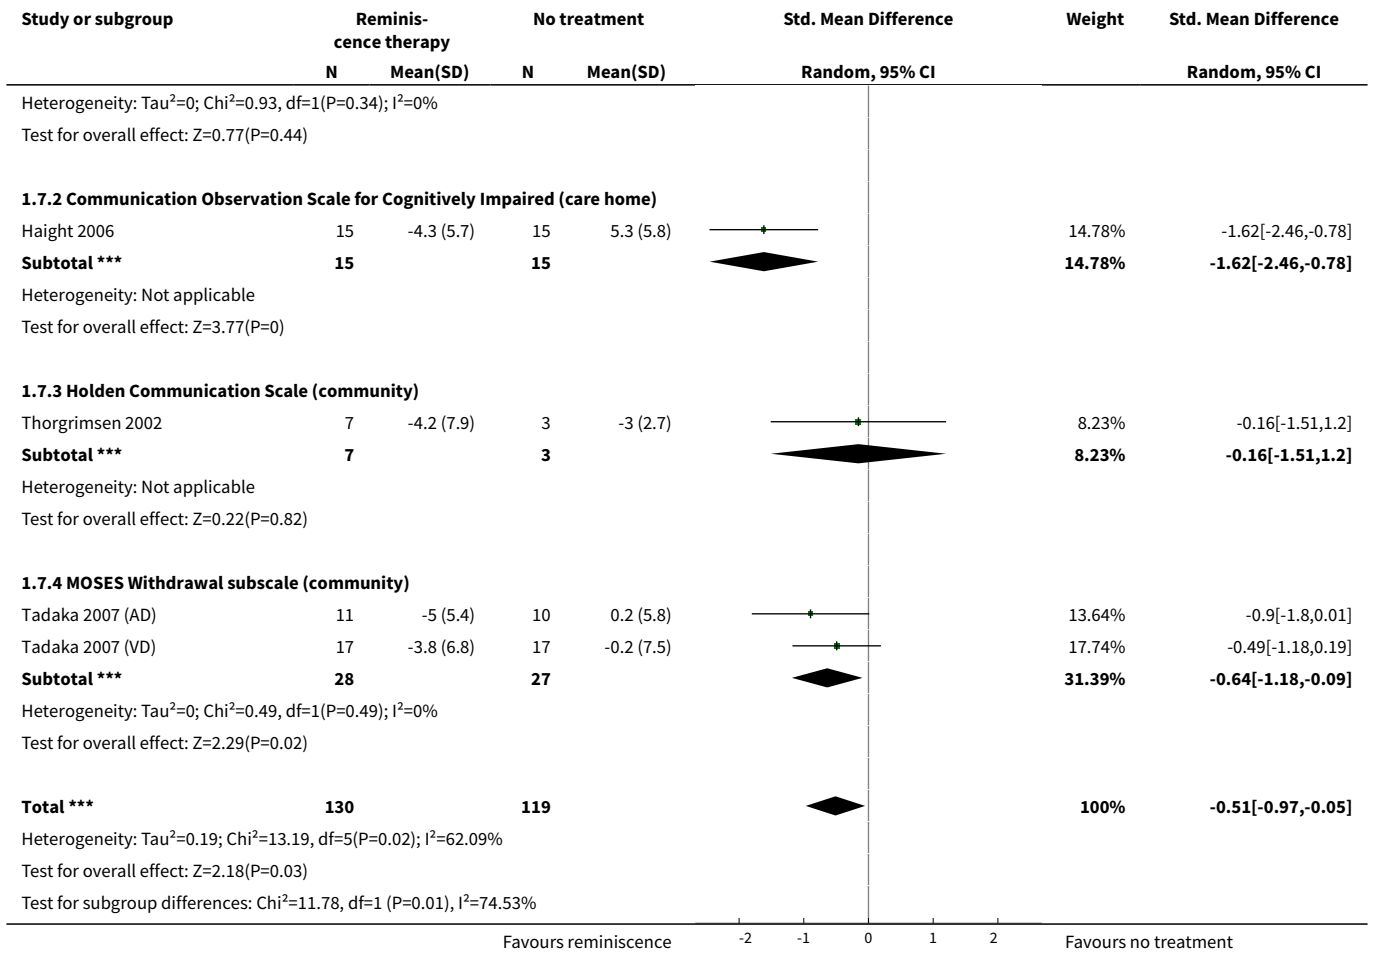 Study or subgroup Reminis- No treatment Std. Mean Difference Weight Std. Mean Difference
cence therapy
N Mean(SD) N Mean(SD) Random, 95% CI Random, 95% CI
Heterogeneity: Tau²=0; Chi²=0.93, df=1(P=0.34); I²=0%
Test for overall effect: Z=0.77(P=0.44)
1.7.2 Communication Observation Scale for Cognitively Impaired (care home)
Haight 2006 15 -4.3 (5.7) 15 5.3 (5.8) 14.78% -1.62[-2.46,-0.78]
Subtotal *** 15 15 14.78% -1.62[-2.46,-0.78]
Heterogeneity: Not applicable
Test for overall effect: Z=3.77(P=0)
1.7.3 Holden Communication Scale (community)
Thorgrimsen 2002 7 -4.2 (7.9) 3 -3 (2.7) 8.23% -0.16[-1.51,1.2]
Subtotal *** 7 3 8.23% -0.16[-1.51,1.2]
Heterogeneity: Not applicable
Test for overall effect: Z=0.22(P=0.82)
1.7.4 MOSES Withdrawal subscale (community)
Tadaka 2007 (AD) 11 -5 (5.4) 10 0.2 (5.8) 13.64% -0.9[-1.8,0.01]
Tadaka 2007 (VD) 17 -3.8 (6.8) 17 -0.2 (7.5) 17.74% -0.49[-1.18,0.19]
Subtotal *** 28 27 31.39% -0.64[-1.18,-0.09]
Heterogeneity: Tau²=0; Chi²=0.49, df=1(P=0.49); I²=0%
Test for overall effect: Z=2.29(P=0.02)
Total *** 130 119 100% -0.51[-0.97,-0.05]
Heterogeneity: Tau²=0.19; Chi²=13.19, df=5(P=0.02); I²=62.09%
Test for overall effect: Z=2.18(P=0.03)
Test for subgroup differences: Chi²=11.78, df=1 (P=0.01), I²=74.53%
Favours reminiscence -2 -1 0 1 2 Favours no treatment